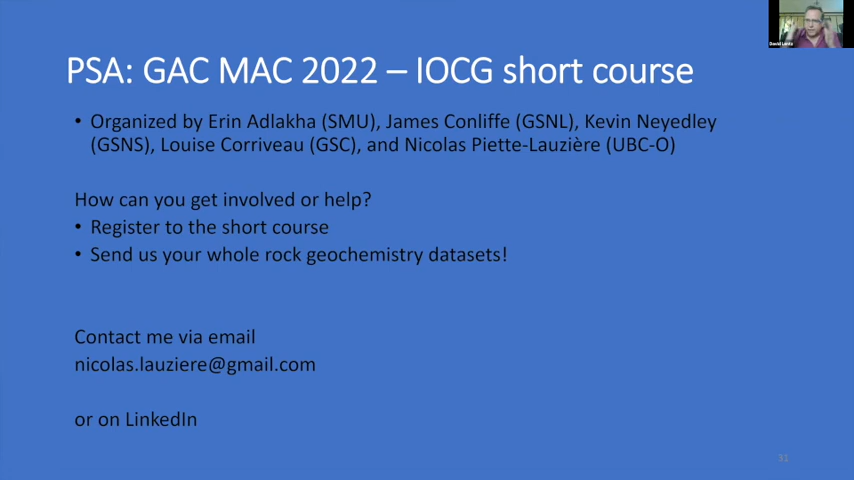 David Lentz
PSA: GAC MAC 2022 – IOCG short course
• Organized by Erin Adlakha (SMU), James Conliffe (GSNL), Kevin Neyedley
(GSNS), Louise Corriveau (GSC), and Nicolas Piette-Lauzière (UBC-O)
How can you get involved or help?
• Register to the short course
• Send us your whole rock geochemistry datasets!
Contact me via email
nicolas.lauziere@gmail.com
or on LinkedIn
31